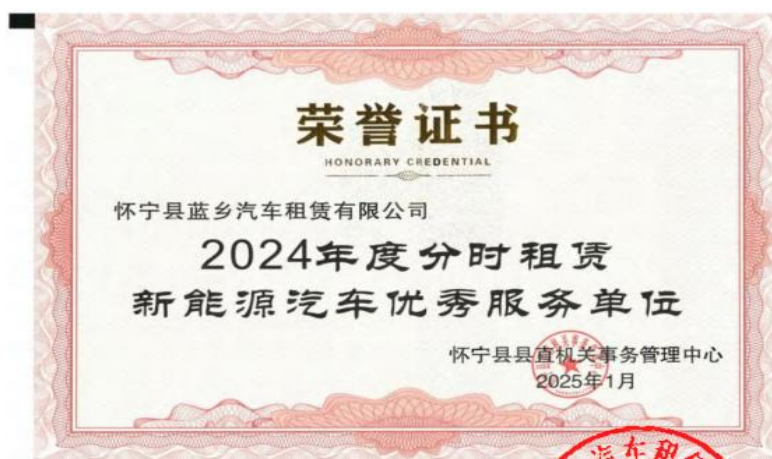 荣誉证书
HONORARY CREDENTIAL
怀宁县蓝乡汽车租赁有限公司
2024年度分时租赁
新能源汽车优秀服务单位
怀宁县县直机关事务管理中心
2025年1月
汽车租